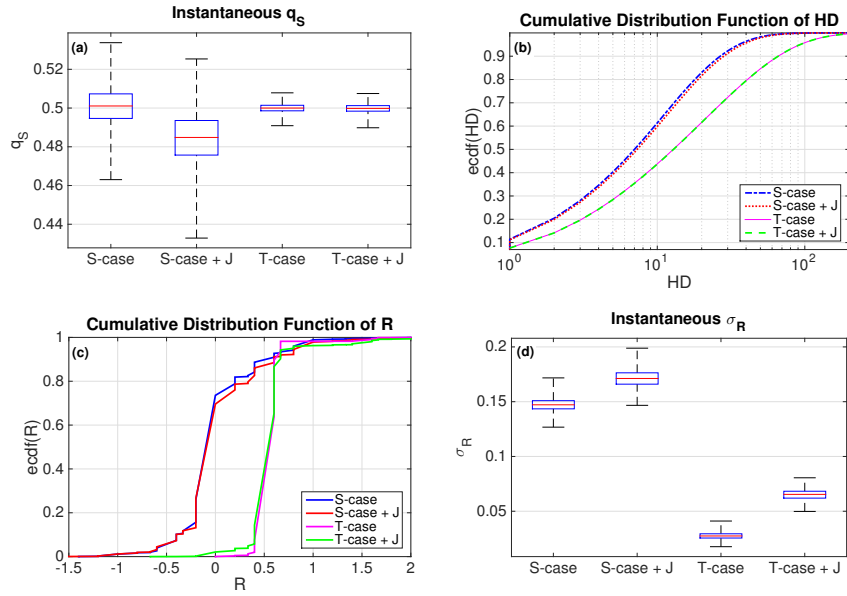 Instantaneous q_S
(a)
0.52
0.5
0.48
0.46
0.44
q_S
S-case S-case + J T-case T-case + J
Cumulative Distribution Function of HD
(b)
1
0.9
0.8
0.7
0.6
0.5
0.4
0.3
0.2
0.1
ecdf(HD)
S-case
S-case + J
T-case
T-case + J
10^0 10^1 10^2
HD
Cumulative Distribution Function of R
(c)
1
0.8
0.6
0.4
0.2
0
ecdf(R)
S-case
S-case + J
T-case
T-case + J
-1.5 -1 -0.5 0 0.5 1 1.5 2
R
Instantaneous σ_R
(d)
0.2
0.15
0.1
0.05
σ_R
S-case S-case + J T-case T-case + J